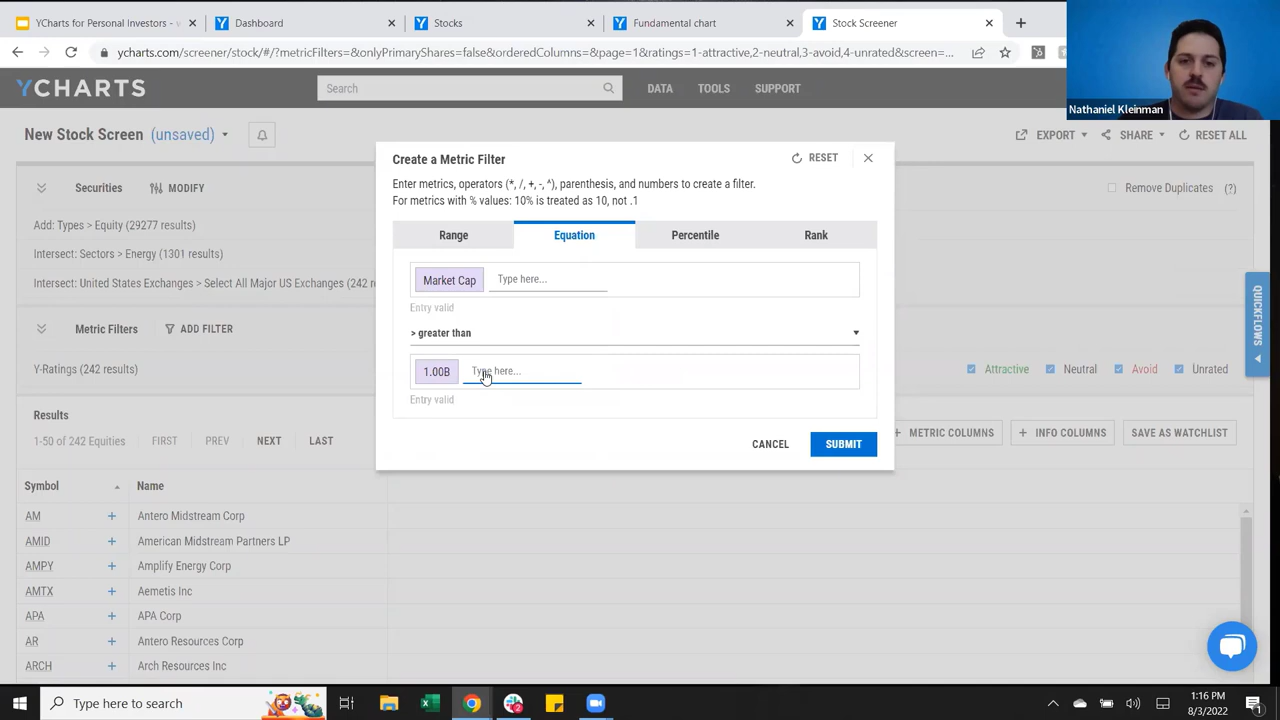 YCharts for Personal Investors - v
Dashboard
Stocks
Fundamental chart
Stock Screener
ycharts.com/screener/stock/#/?metricFilters=&onlyPrimaryShares=false&orderedColumns=&page=1&ratings=1-attractive,2-neutral,3-avoid,4-unrated&screen=...
Nathaniel Kleinman
YCHARTS
Search
DATA
TOOLS
SUPPORT
New Stock Screen (unsaved)
EXPORT
SHARE
RESET ALL
Create a Metric Filter
RESET
Enter metrics, operators (*, /, +, -, ^), parenthesis, and numbers to create a filter.
For metrics with % values: 10% is treated as 10, not .1
Securities
MODIFY
Remove Duplicates (?)
Add: Types > Equity (29277 results)
Intersect: Sectors > Energy (1301 results)
Intersect: United States Exchanges > Select All Major US Exchanges (242
Range
Equation
Percentile
Rank
Market Cap
Type here...
Entry valid
> greater than
1.00B
Type here...
Entry valid
CANCEL
SUBMIT
QUICKFLOWS
Metric Filters
ADD FILTER
Y-Ratings (242 results)
Attractive
Neutral
Avoid
Unrated
Results
1-50 of 242 Equities
FIRST
PREV
NEXT
LAST
+ METRIC COLUMNS
+ INFO COLUMNS
SAVE AS WATCHLIST
Symbol
Name
AM + Antero Midstream Corp
AMID + American Midstream Partners LP
AMPY + Amplify Energy Corp
AMTX + Aemetis Inc
APA + APA Corp
AR + Antero Resources Corp
ARCH + Arch Resources Inc
Type here to search
1:16 PM
8/3/2022